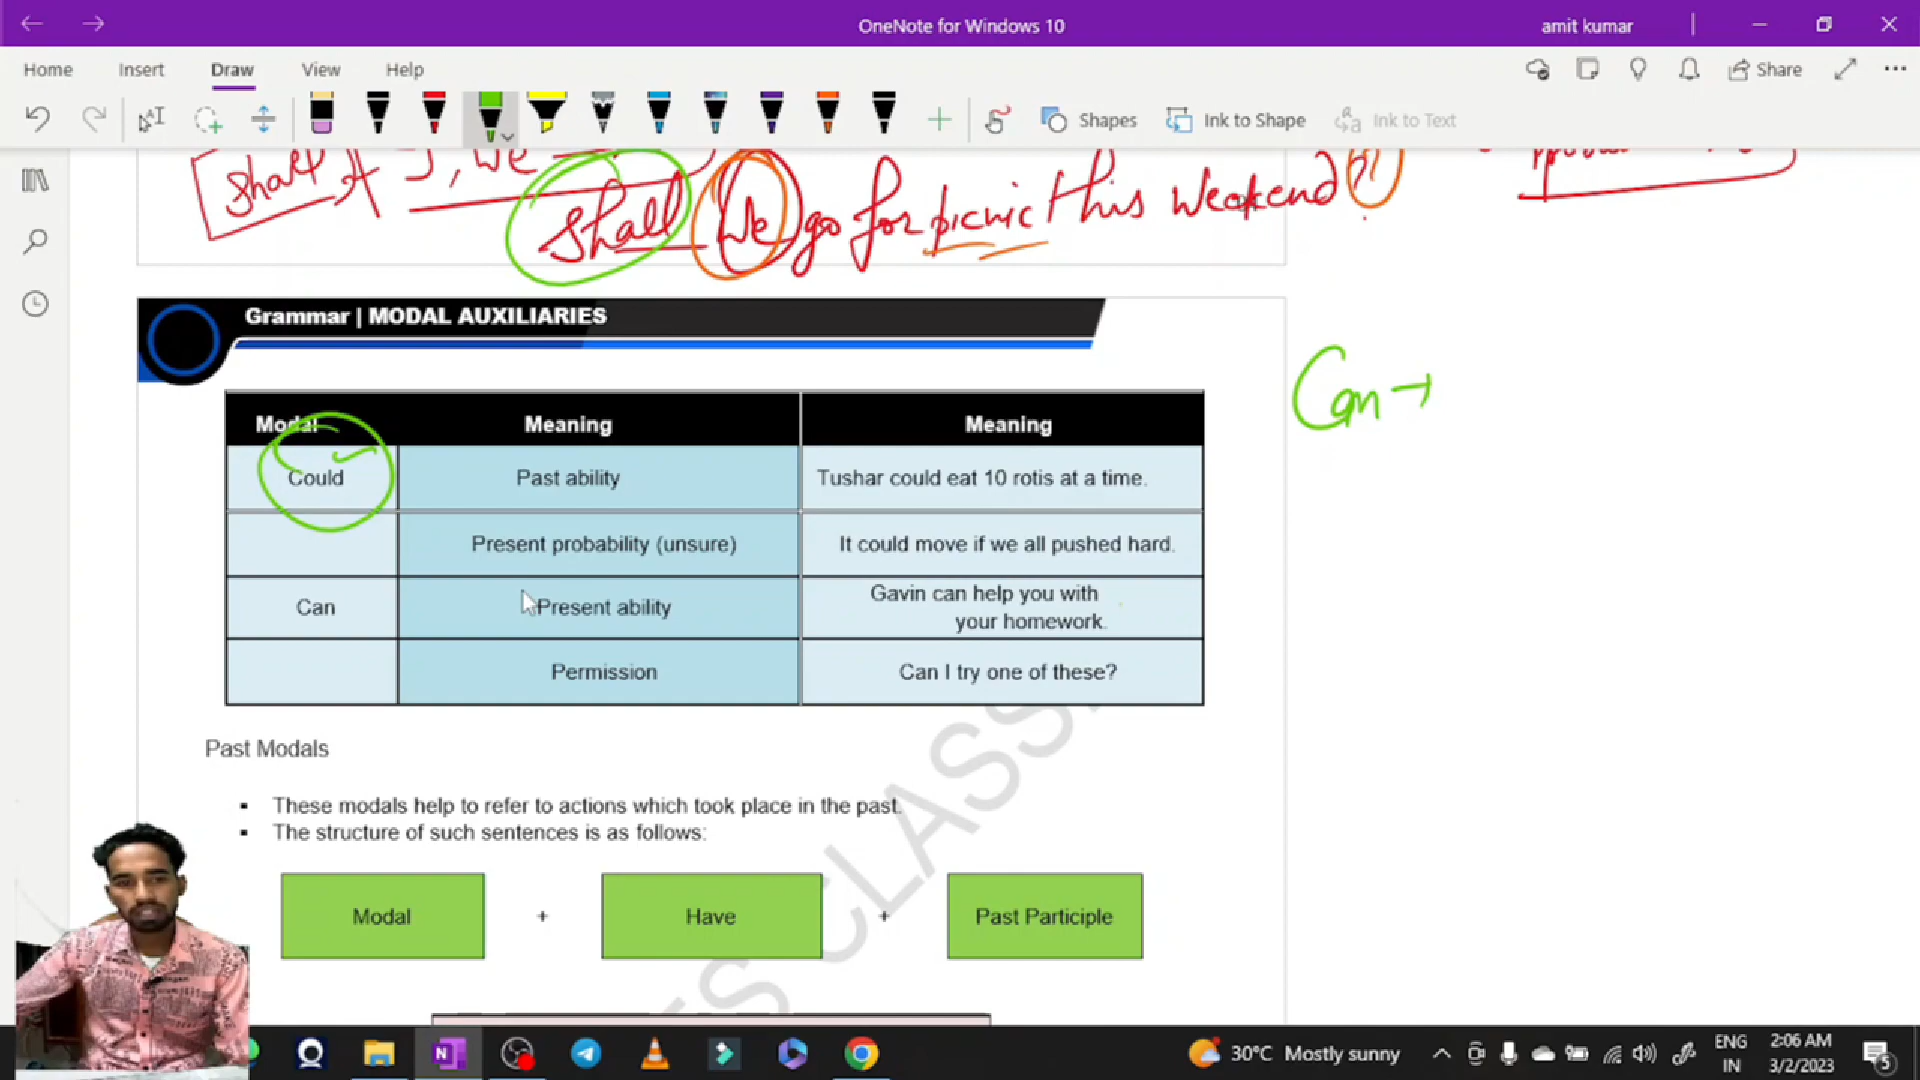 OneNote for Windows 10
amit kumar
Home Insert Draw View Help
Share
Shapes Ink to Shape Ink to Text
Shall I, we
Shall we go for picnic this weekend?
Grammar | MODAL AUXILIARIES
Can →
Modal Meaning Meaning
Could Past ability Tushar could eat 10 rotis at a time.
Present probability (unsure) It could move if we all pushed hard.
Can Present ability Gavin can help you with
your homework.
Permission Can I try one of these?
Past Modals
▪ These modals help to refer to actions which took place in the past.
▪ The structure of such sentences is as follows:
Modal + Have + Past Participle
ES CLASS
30°C Mostly sunny
ENG
IN
2:06 AM
3/2/2023
5